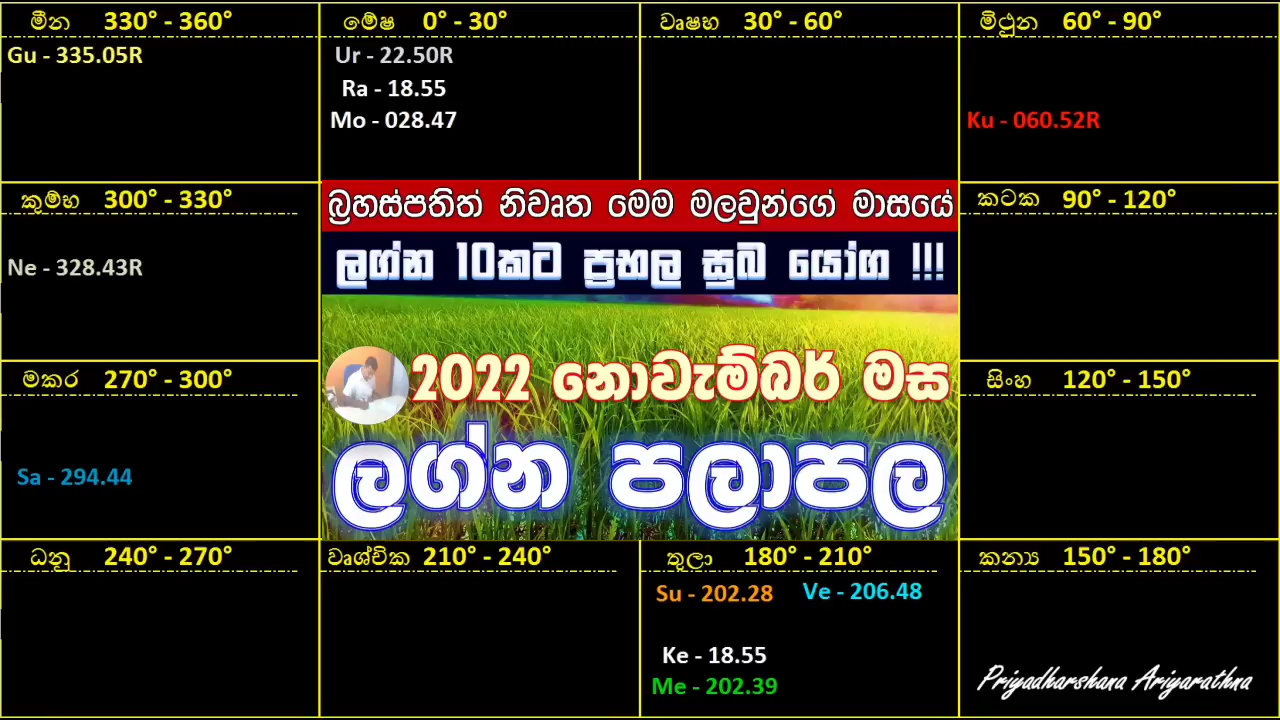 මීන 330° - 360°
Gu - 335.05R
මේෂ 0° - 30°
Ur - 22.50R
Ra - 18.55
Mo - 028.47
වෘෂභ 30° - 60°
මිථුන 60° - 90°
Ku - 060.52R
කුම්භ 300° - 330°
Ne - 328.43R
බ්‍රහස්පතිත් නිවෘත මෙම මලවුන්ගේ මාසයේ
ලග්න 10කට ප්‍රභල සුබ යෝග !!!
කටක 90° - 120°
මකර 270° - 300°
Sa - 294.44
2022 නොවැම්බර් මස
ලග්න පලාපල
සිංහ 120° - 150°
ධනු 240° - 270°
වෘශ්චික 210° - 240°
තුලා 180° - 210°
Su - 202.28 Ve - 206.48
Ke - 18.55
Me - 202.39
කන්‍ය 150° - 180°
Priyadharshana Ariyarathna